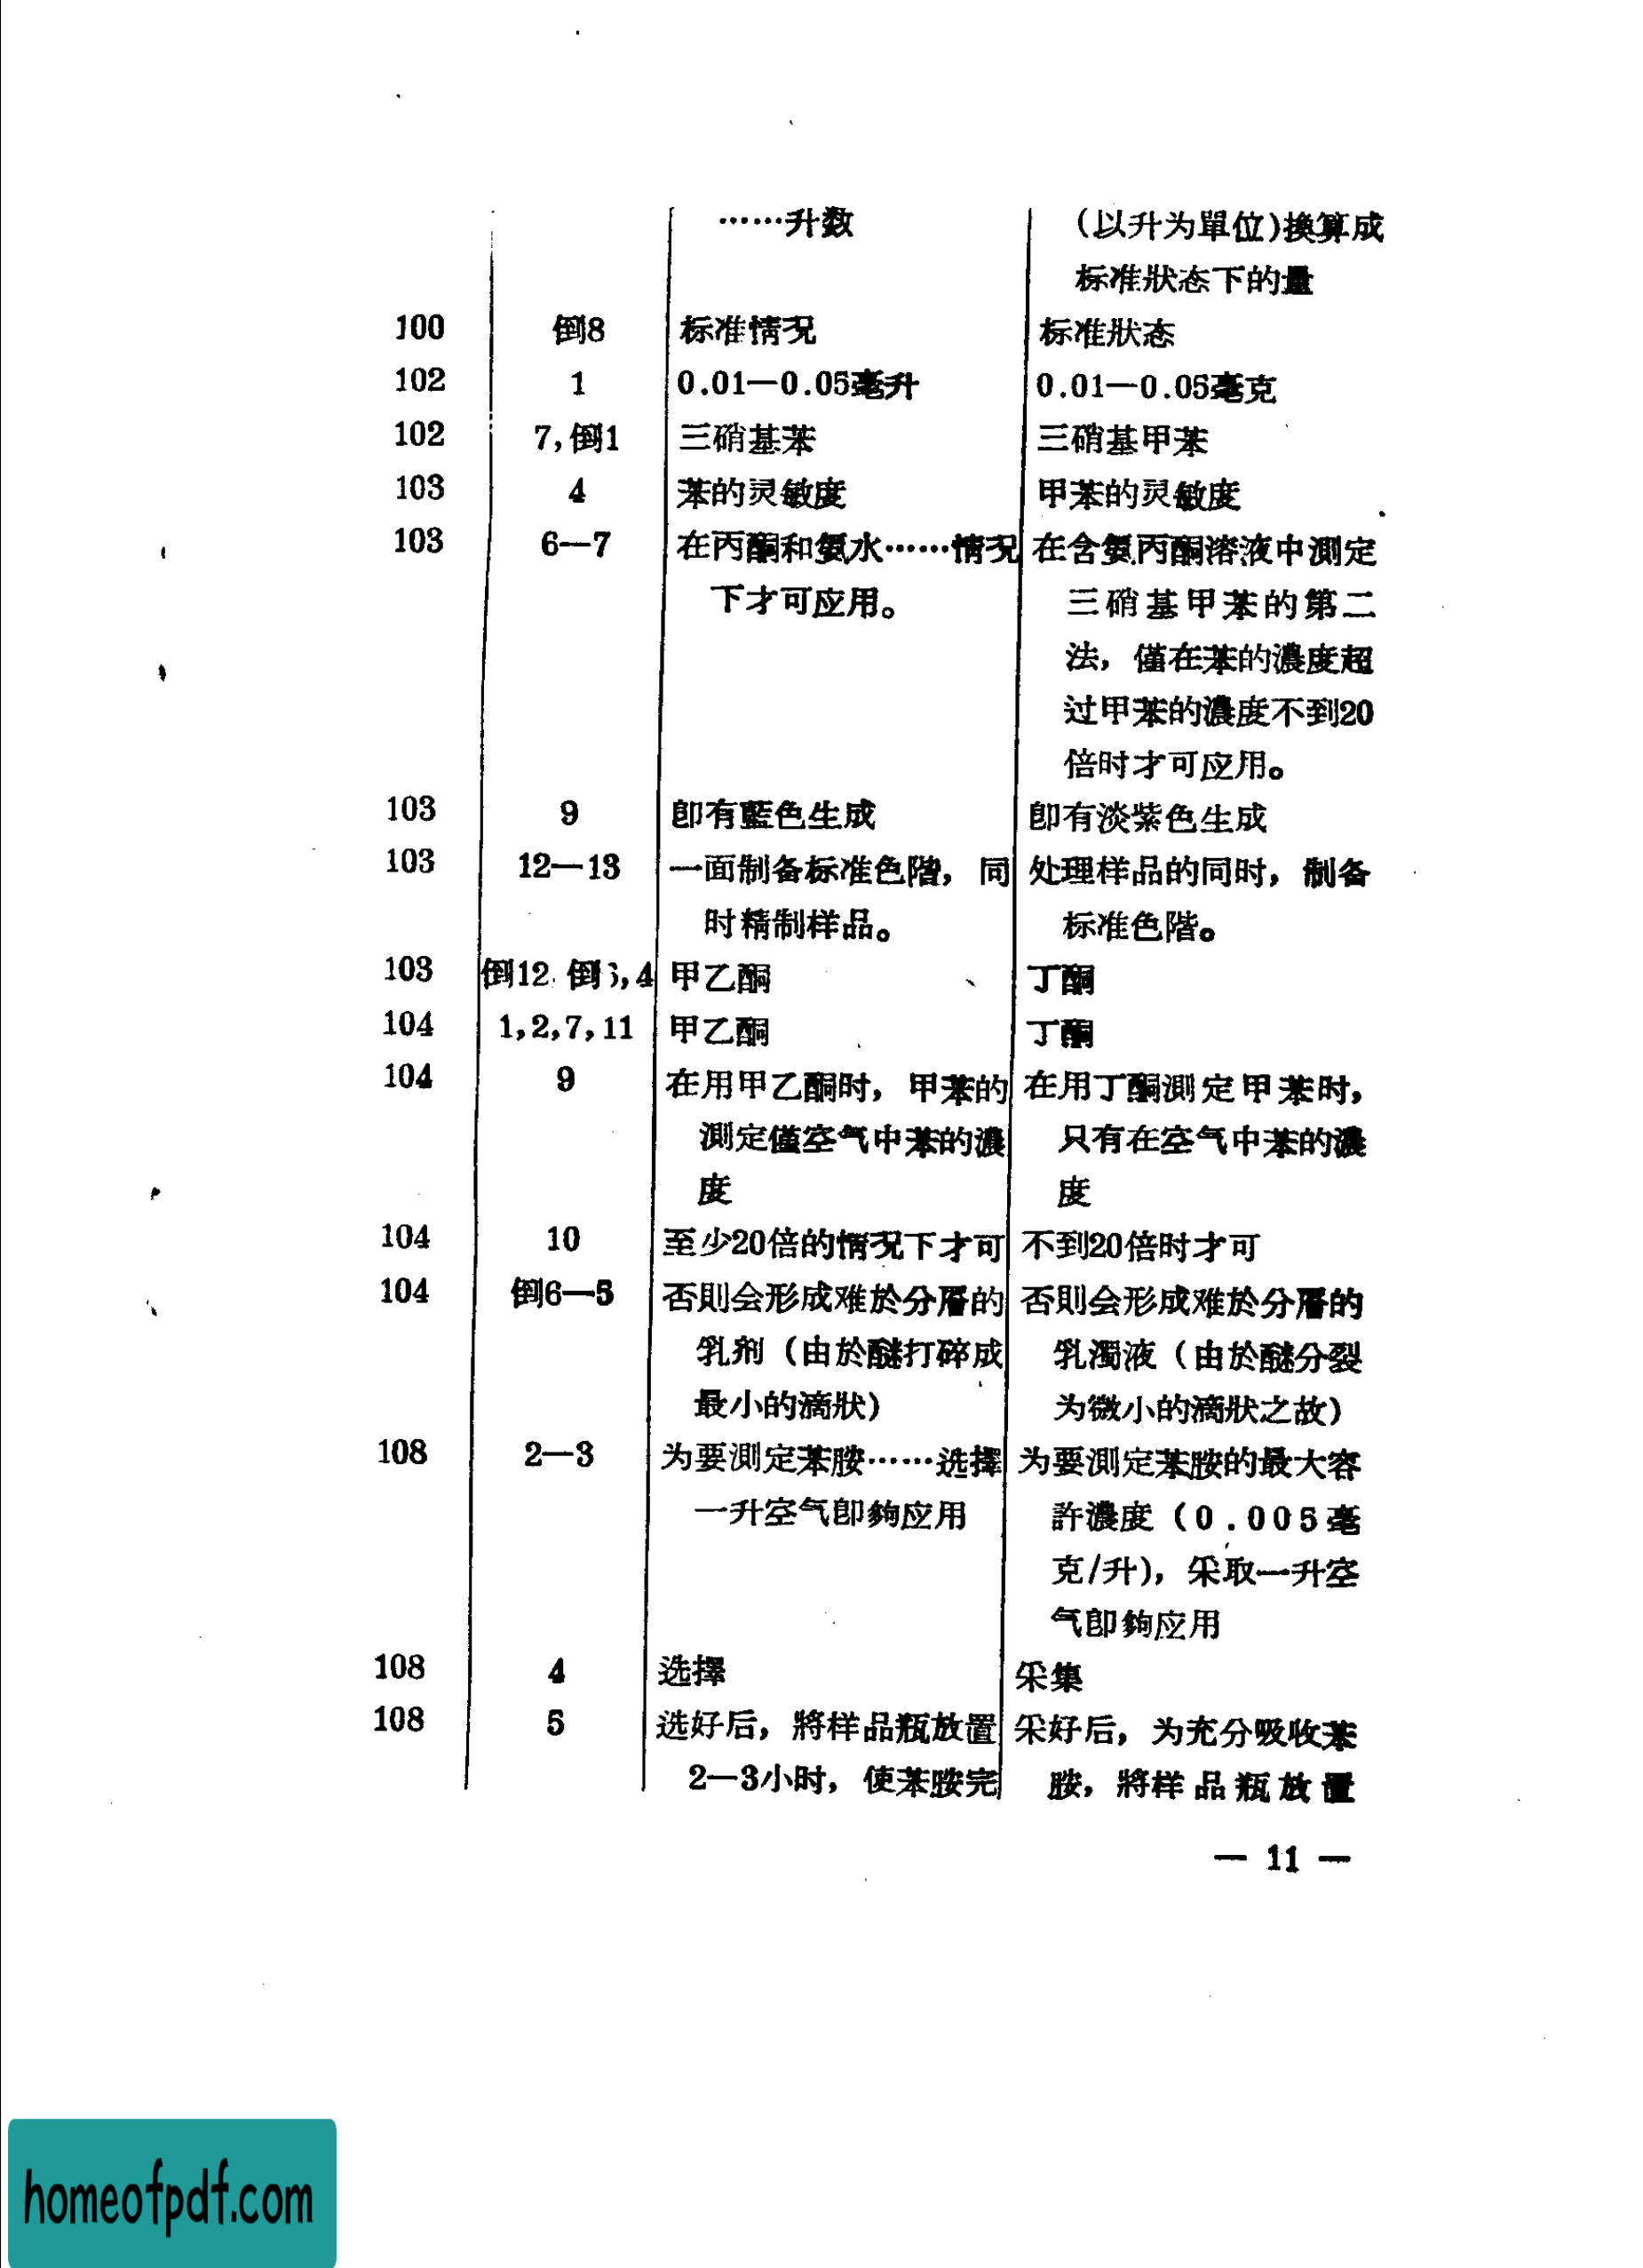 ……升数 (以升为單位)換算成
标准狀态下的量
100 倒8 标准情况 标准狀态
102 1 0.01—0.05毫升 0.01—0.05毫克
102 7,倒1 三硝基苯 三硝基甲苯
103 4 苯的灵敏度 甲苯的灵敏度
103 6—7 在丙酮和氨水……情况 在含氨丙酮溶液中測定
下才可应用。 三硝基甲苯的第二
法，僅在苯的濃度超
过甲苯的濃度不到20
倍时才可应用。
103 9 卽有藍色生成 卽有淡紫色生成
103 12—13 一面制备标准色階，同 处理样品的同时，制备
时精制样品。 标准色階。
103 倒12 倒 ,4 甲乙酮 丁酮
104 1,2,7,11 甲乙酮 丁酮
104 9 在用甲乙酮时，甲苯的 在用丁酮測定甲苯时，
測定僅空气中苯的濃 只有在空气中苯的濃
度 度
104 10 至少20倍的情况下才可 不到20倍时才可
104 倒6—5 否則会形成难於分層的 否則会形成难於分層的
乳剂（由於醚打碎成 乳濁液（由於醚分裂
最小的滴狀） 为微小的滴狀之故）
108 2—3 为要測定苯胺……选擇 为要測定苯胺的最大容
一升空气卽夠应用 許濃度（0.005毫
克/升)，采取一升空
气卽夠应用
108 4 选擇 采集
108 5 选好后，將样品瓶放置 采好后，为充分吸收苯
2—3小时，使苯胺完 胺，將样品瓶放置
— 11 —
homeofpdf.com